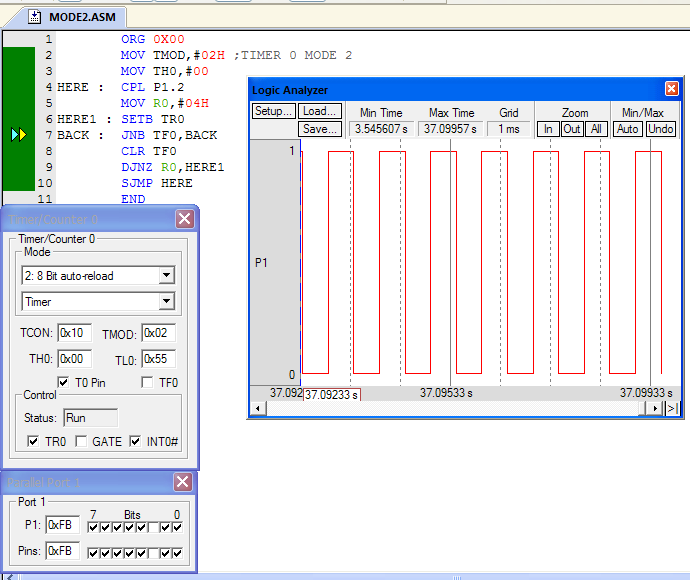 MODE2.ASM
1 ORG 0X00
2 MOV TMOD,#02H ;TIMER 0 MODE 2
3 MOV TH0,#00
4 HERE : CPL P1.2
5 MOV R0,#04H
6 HERE1 : SETB TR0
7 BACK : JNB TF0,BACK
8 CLR TF0
9 DJNZ R0,HERE1
10 SJMP HERE
11 END
Logic Analyzer
Setup... Load... Min Time Max Time Grid Zoom Min/Max
Save... 3.545607 s 37.09957 s 1 ms In Out All Auto Undo
1
P1
0
37.092 37.09233 s 37.09533 s 37.09933 s
Timer/Counter 0
Timer/Counter 0
Mode
2: 8 Bit auto-reload
Timer
TCON: 0x10 TMOD: 0x02
TH0: 0x00 TL0: 0x55
T0 Pin TF0
Control
Status: Run
TR0 GATE INT0#
Parallel Port 1
Port 1
P1: 0xFB 7 Bits 0
Pins: 0xFB